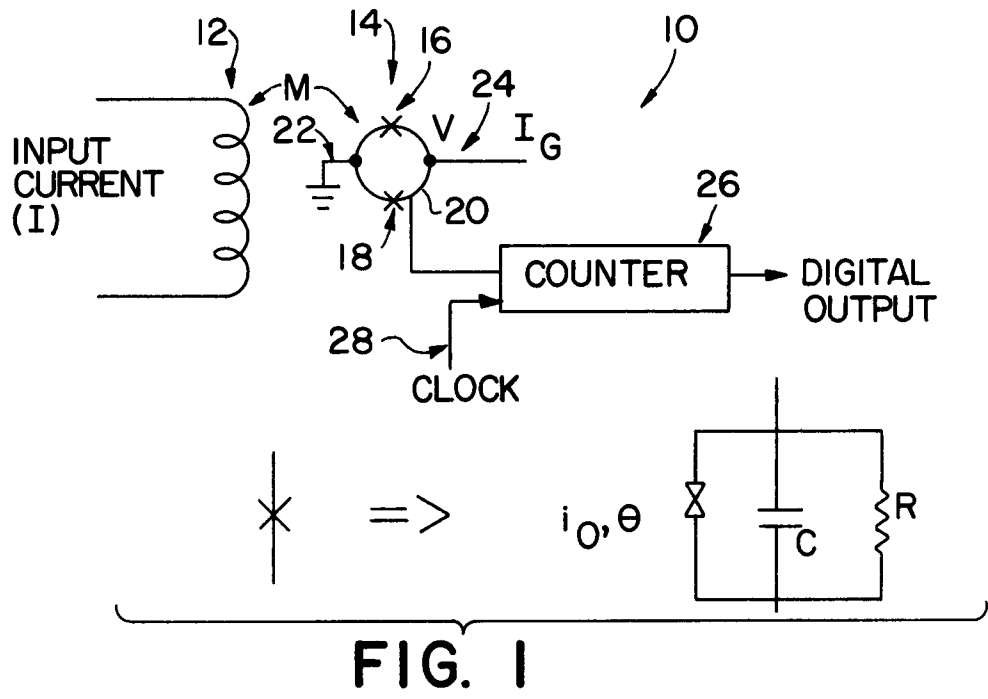 12
14
16
10
M
22
V
24
I_G
INPUT
CURRENT
(I)
20
18
26
COUNTER
DIGITAL
OUTPUT
28
CLOCK
=>
i_O, θ
C
R
FIG. 1